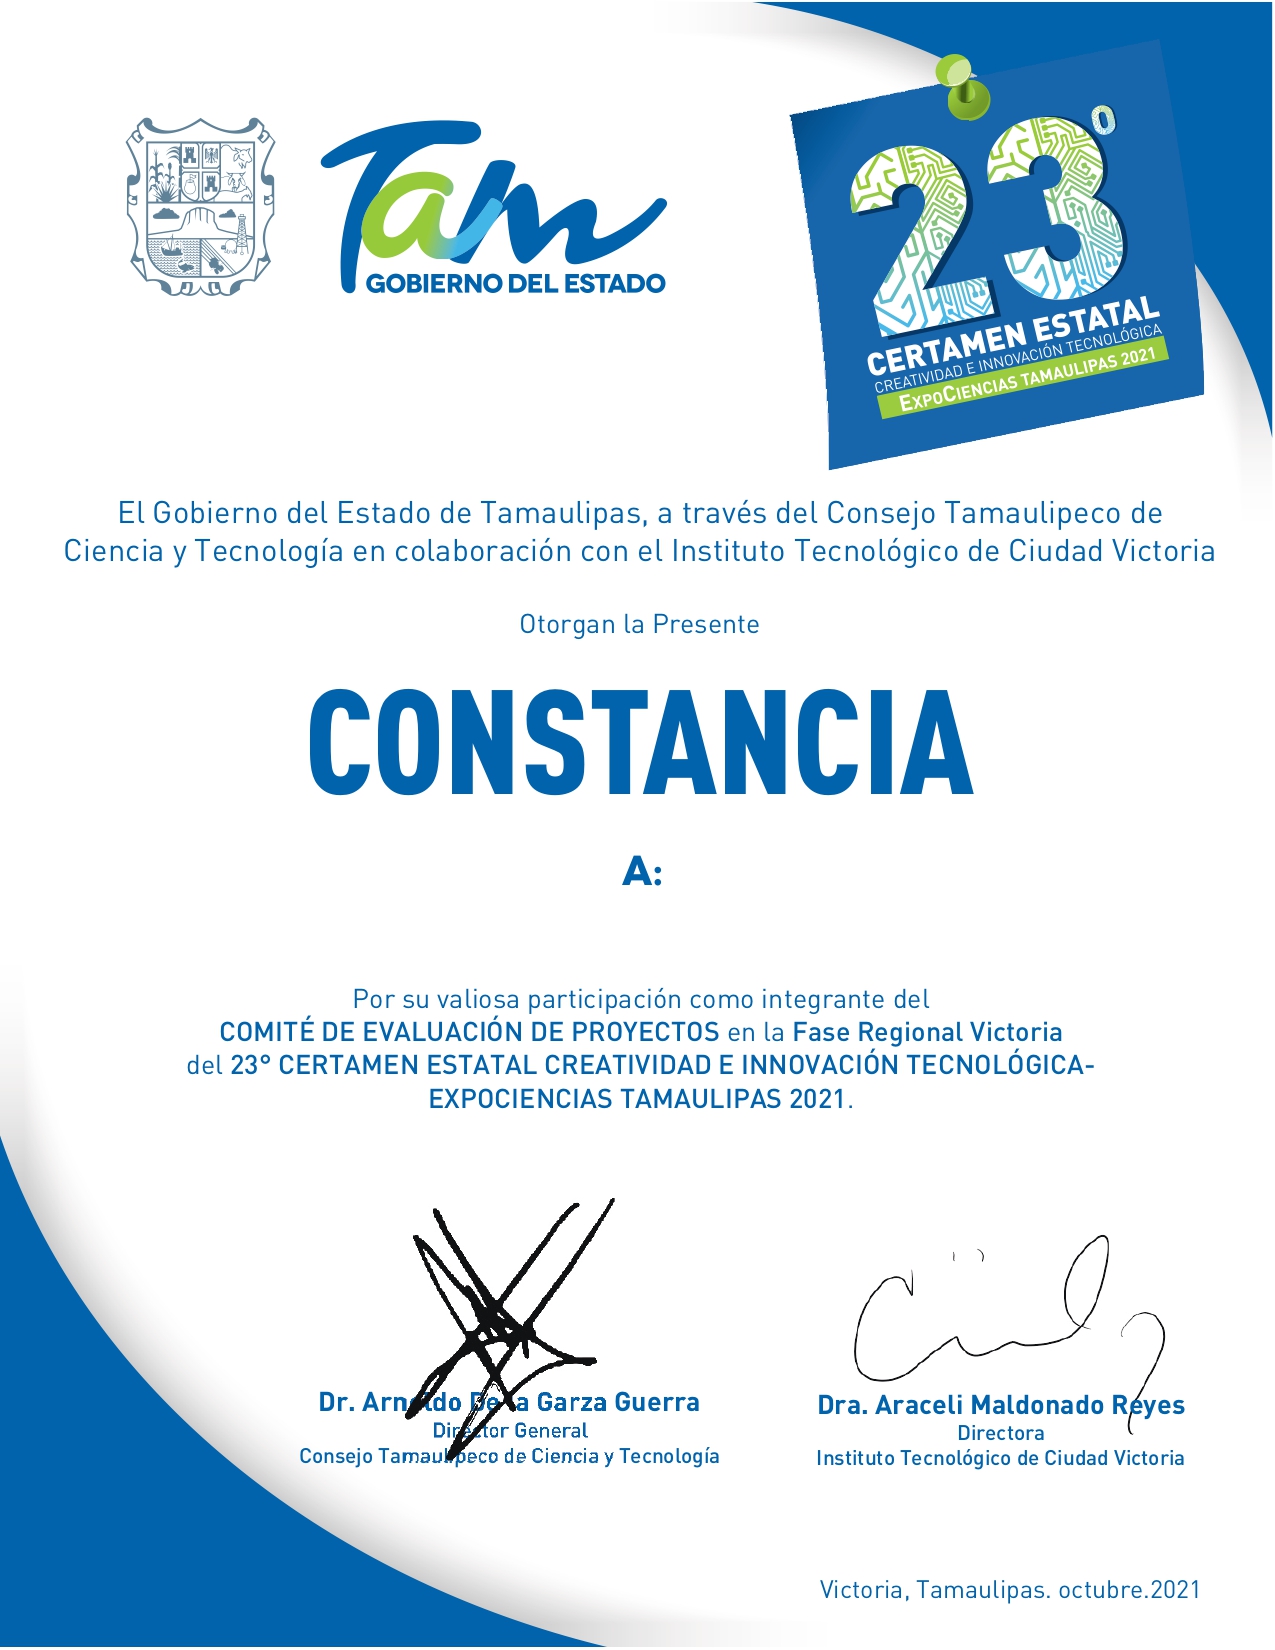 Tam
GOBIERNO DEL ESTADO
23º
CERTAMEN ESTATAL
CREATIVIDAD E INNOVACIÓN TECNOLÓGICA
EXPOCIENCIAS TAMAULIPAS 2021
El Gobierno del Estado de Tamaulipas, a través del Consejo Tamaulipeco de
Ciencia y Tecnología en colaboración con el Instituto Tecnológico de Ciudad Victoria
Otorgan la Presente
CONSTANCIA
A:
Por su valiosa participación como integrante del
COMITÉ DE EVALUACIÓN DE PROYECTOS en la Fase Regional Victoria
del 23° CERTAMEN ESTATAL CREATIVIDAD E INNOVACIÓN TECNOLÓGICA-
EXPOCIENCIAS TAMAULIPAS 2021.
Dr. Arnoldo De la Garza Guerra
Director General
Consejo Tamaulipeco de Ciencia y Tecnología
Dra. Araceli Maldonado Reyes
Directora
Instituto Tecnológico de Ciudad Victoria
Victoria, Tamaulipas. octubre.2021